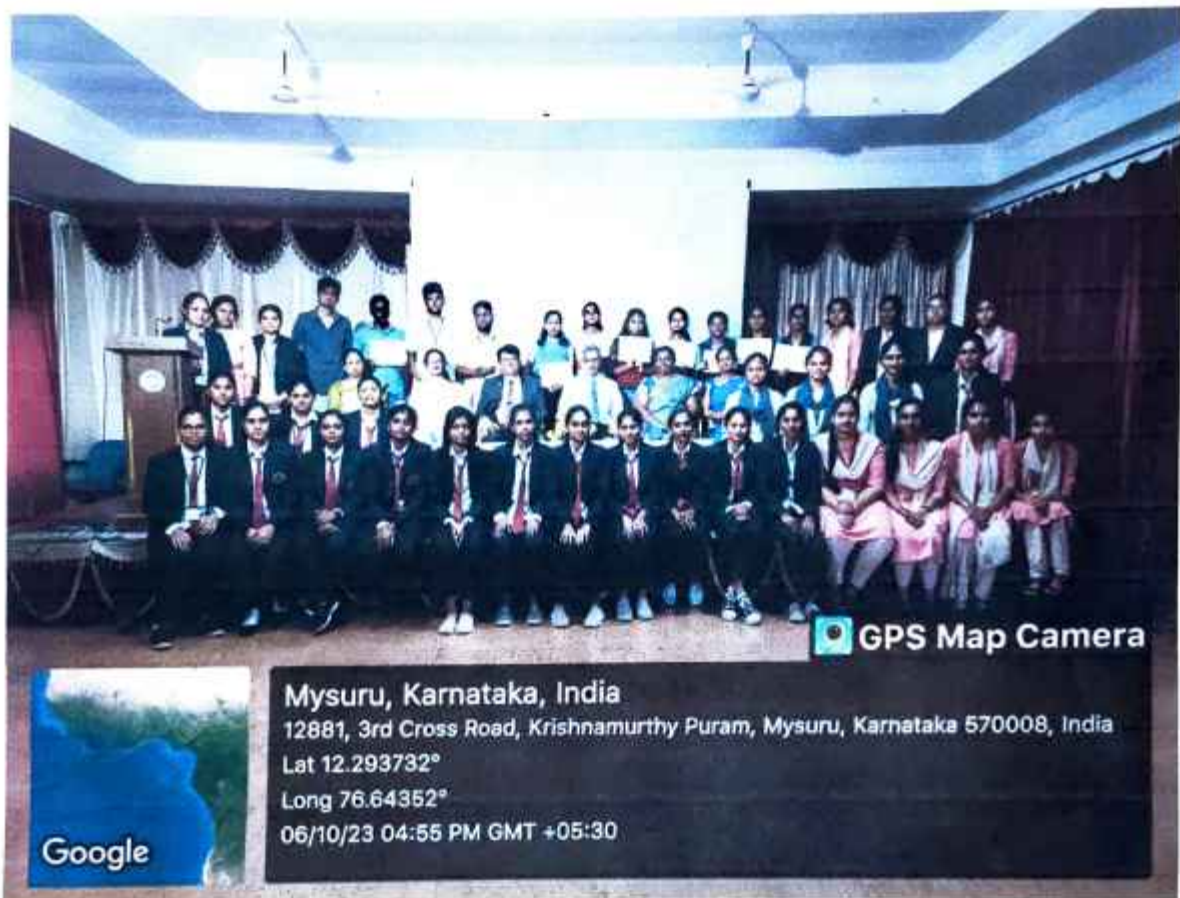 GPS Map Camera
Mysuru, Karnataka, India
12881, 3rd Cross Road, Krishnamurthy Puram, Mysuru, Karnataka 570008, India
Lat 12.293732°
Long 76.64352°
06/10/23 04:55 PM GMT +05:30
Google